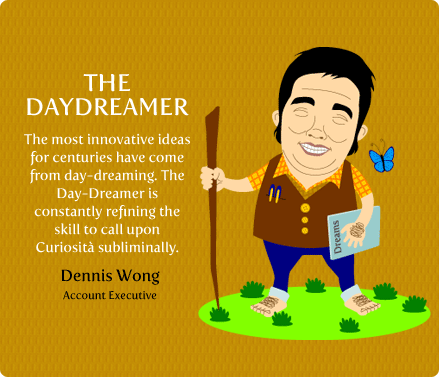 THE
DAYDREAMER
The most innovative ideas
for centuries have come
from day-dreaming. The
Day-Dreamer is
constantly refining the
skill to call upon
Curiosità subliminally.
Dennis Wong
Account Executive
Dreams